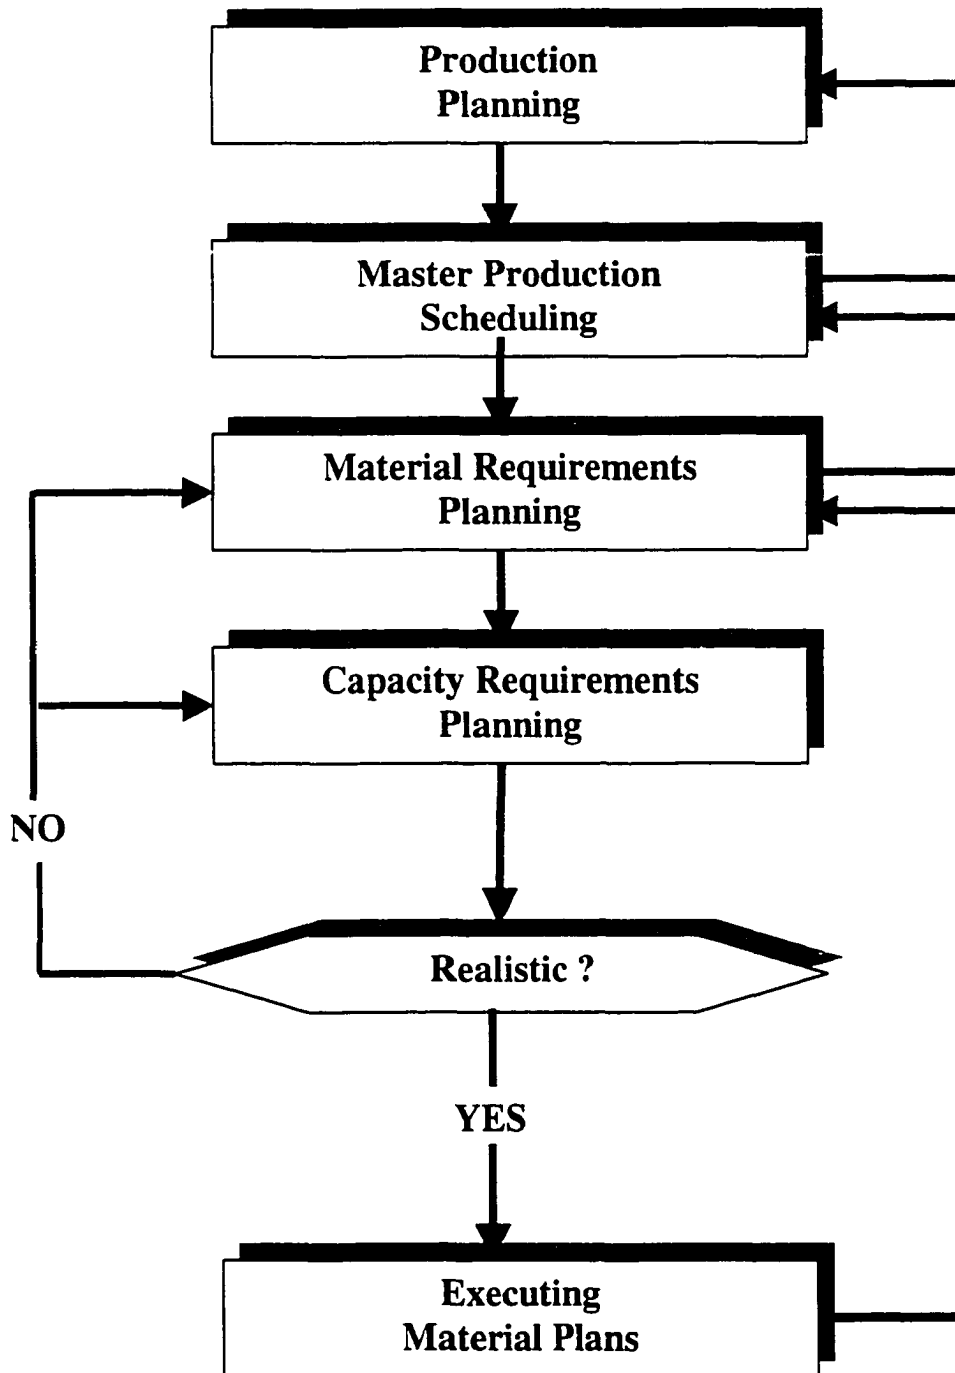 Production
Planning
Master Production
Scheduling
Material Requirements
Planning
Capacity Requirements
Planning
NO
Realistic ?
YES
Executing
Material Plans